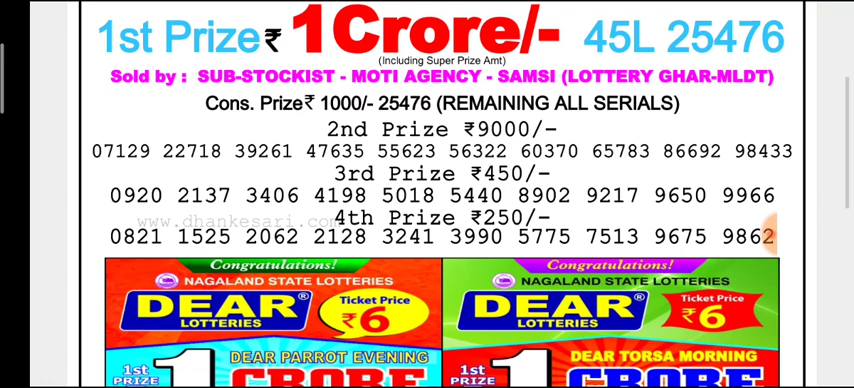 1st Prize ₹ 1Crore/- 45L 25476
(Including Super Prize Amt)
Sold by : SUB-STOCKIST - MOTI AGENCY - SAMSI (LOTTERY GHAR-MLDT)
Cons. Prize ₹ 1000/- 25476 (REMAINING ALL SERIALS)
2nd Prize ₹9000/-
07129 22718 39261 47635 55623 56322 60370 65783 86692 98433
3rd Prize ₹450/-
0920 2137 3406 4198 5018 5440 8902 9217 9650 9966
www.dhankesari.com
4th Prize ₹250/-
0821 1525 2062 2128 3241 3990 5775 7513 9675 9862
Congratulations!
NAGALAND STATE LOTTERIES
DEAR®
LOTTERIES
Ticket Price
₹6
DEAR PARROT EVENING
1st
PRIZE
1
CRORE
Congratulations!
NAGALAND STATE LOTTERIES
DEAR®
LOTTERIES
Ticket Price
₹6
DEAR TORSA MORNING
1st
PRIZE
1
CRORE